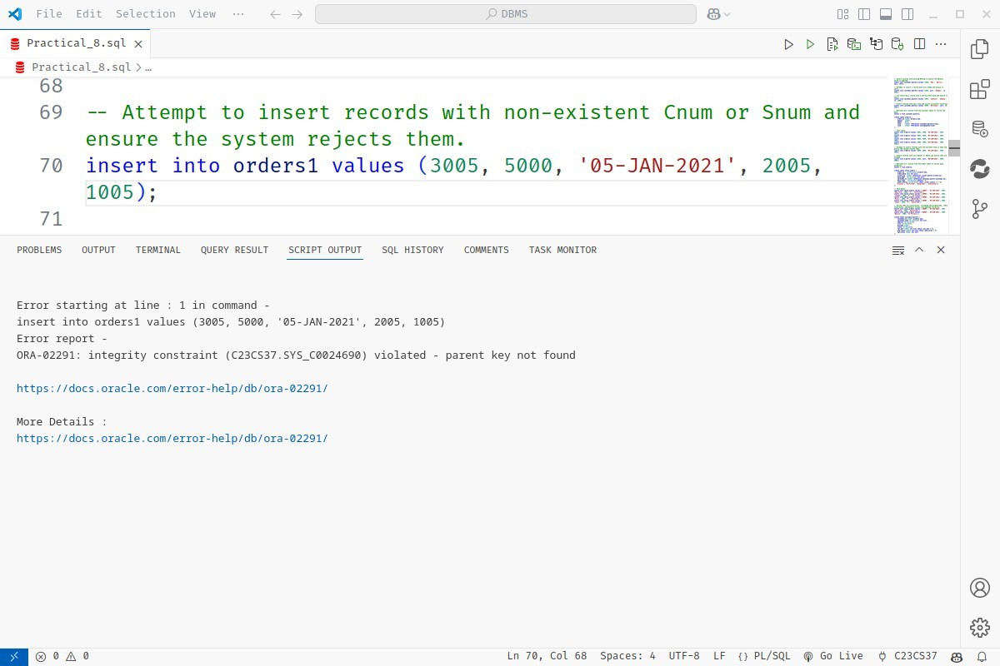 File Edit Selection View ··· DBMS
Practical_8.sql
Practical_8.sql > ...
68
69 -- Attempt to insert records with non-existent Cnum or Snum and
ensure the system rejects them.
70 insert into orders1 values (3005, 5000, '05-JAN-2021', 2005,
1005);
71
PROBLEMS OUTPUT TERMINAL QUERY RESULT SCRIPT OUTPUT SQL HISTORY COMMENTS TASK MONITOR
Error starting at line : 1 in command -
insert into orders1 values (3005, 5000, '05-JAN-2021', 2005, 1005)
Error report -
ORA-02291: integrity constraint (C23CS37.SYS_C0024690) violated - parent key not found
https://docs.oracle.com/error-help/db/ora-02291/
More Details :
https://docs.oracle.com/error-help/db/ora-02291/
0 0 Ln 70, Col 68 Spaces: 4 UTF-8 LF {} PL/SQL Go Live C23CS37